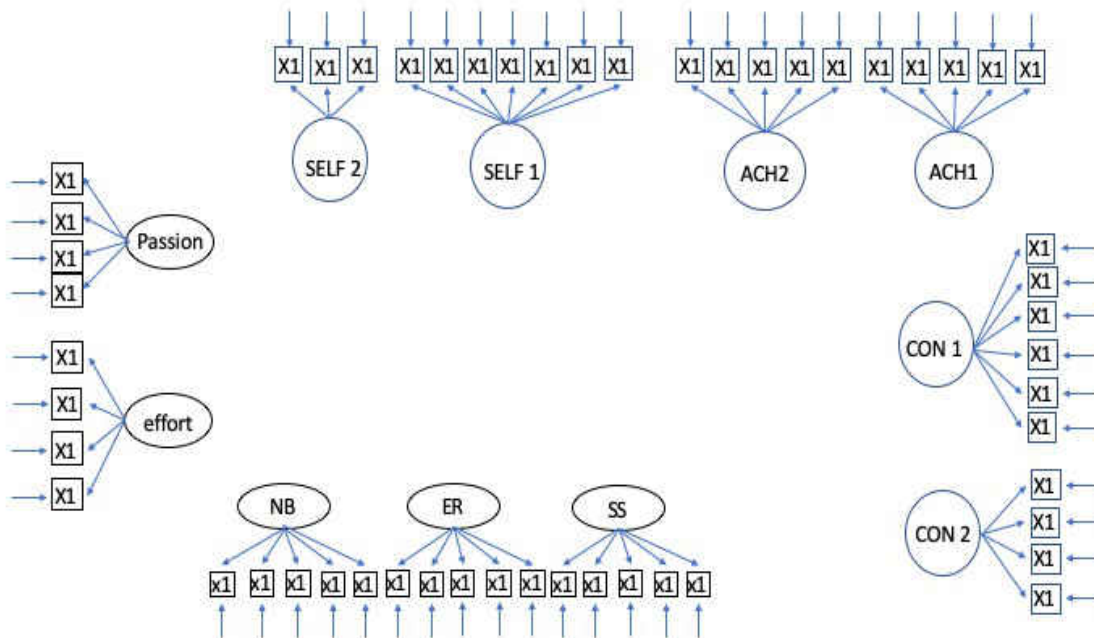 X1 X1 X1 X1 X1 X1 X1 X1 X1 X1 X1 X1 X1 X1 X1 X1 X1 X1 X1 X1
SELF 2 SELF 1 ACH2 ACH1
X1
X1
X1
X1
Passion
X1
X1
X1
X1
X1
X1
CON 1
X1
X1
X1
X1
effort
NB ER SS
X1
X1
X1
X1
CON 2
x1 x1 x1 x1 x1 x1 x1 x1 x1 x1 x1 x1 x1 x1 x1